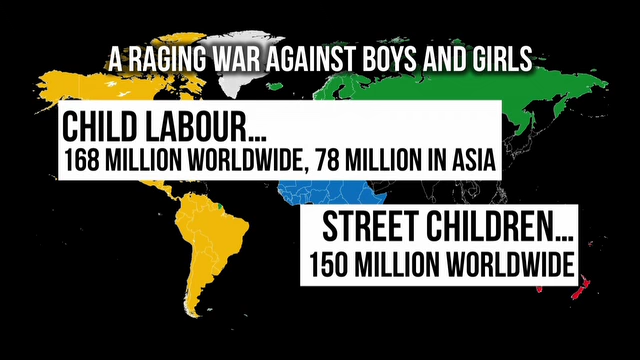 A RAGING WAR AGAINST BOYS AND GIRLS
CHILD LABOUR...
168 MILLION WORLDWIDE, 78 MILLION IN ASIA
STREET CHILDREN...
150 MILLION WORLDWIDE